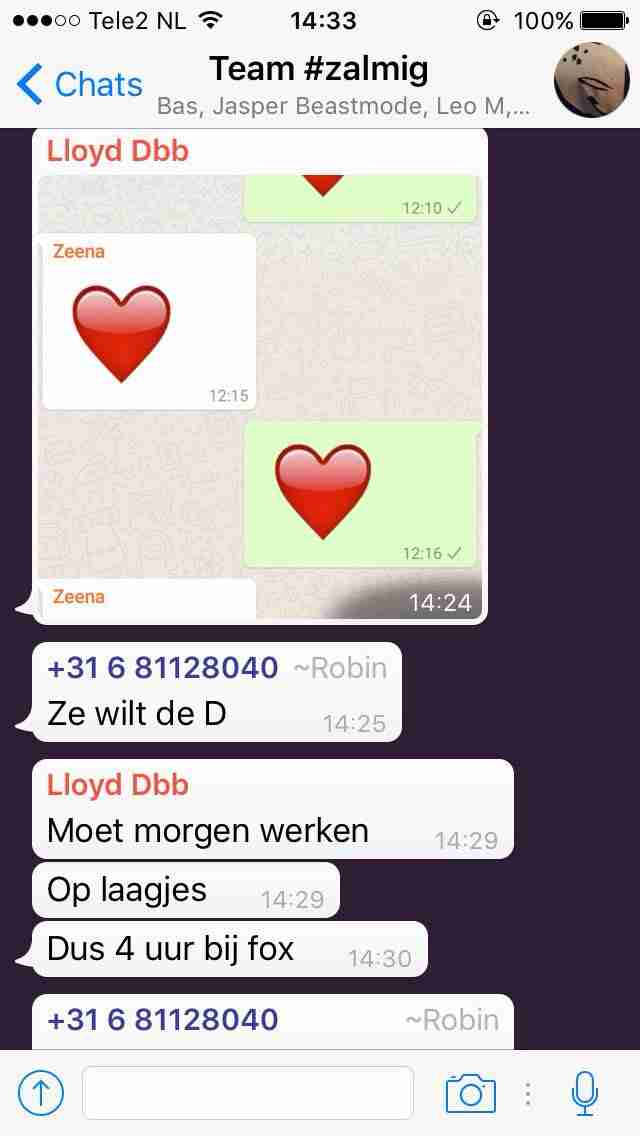 Tele2 NL 14:33 100%
Chats Team #zalmig
Bas, Jasper Beastmode, Leo M,...
Lloyd Dbb
12:10
Zeena
12:15
12:16
Zeena
14:24
+31 6 81128040 ~Robin
Ze wilt de D 14:25
Lloyd Dbb
Moet morgen werken 14:29
Op laagjes 14:29
Dus 4 uur bij fox 14:30
+31 6 81128040 ~Robin